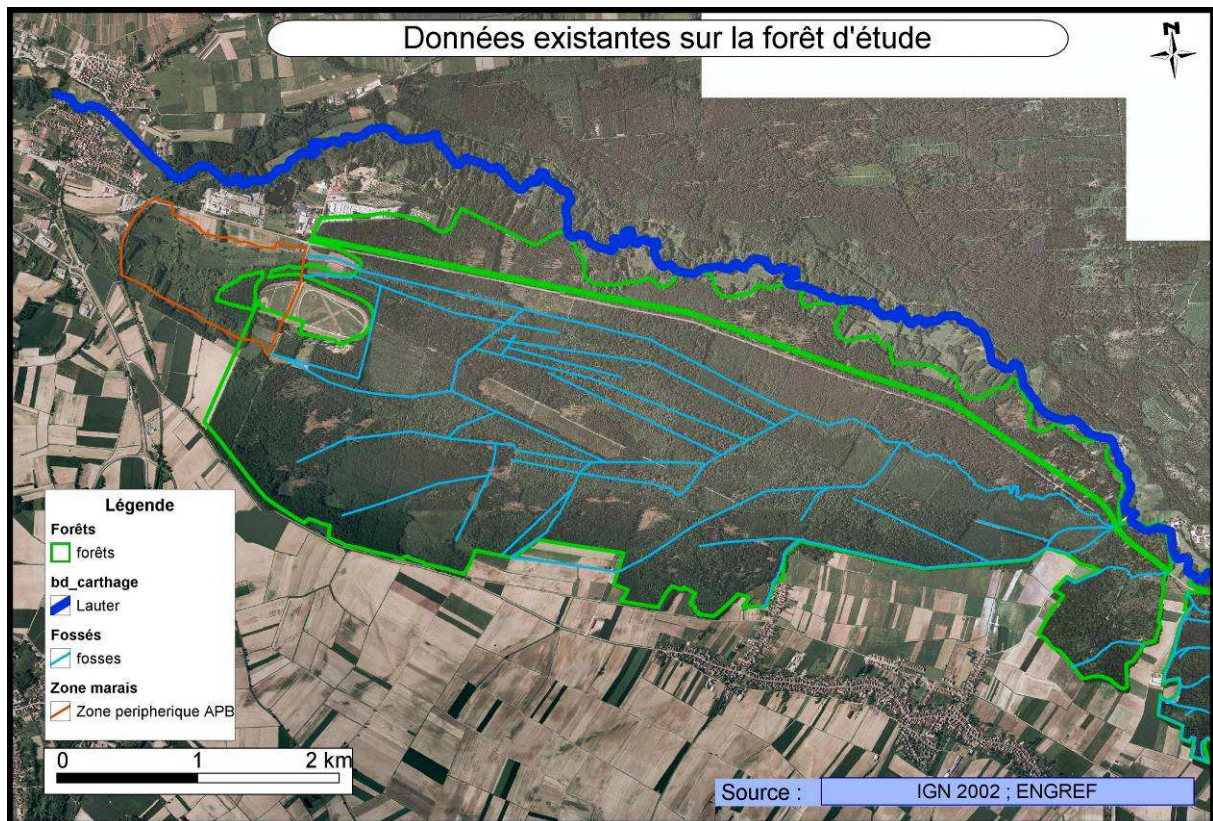 Données existantes sur la forêt d'étude
N
Légende
Forêts
forêts
bd_carthage
Lauter
Fossés
fosses
Zone marais
Zone peripherique APB
0 1 2 km
Source : IGN 2002 ; ENGREF